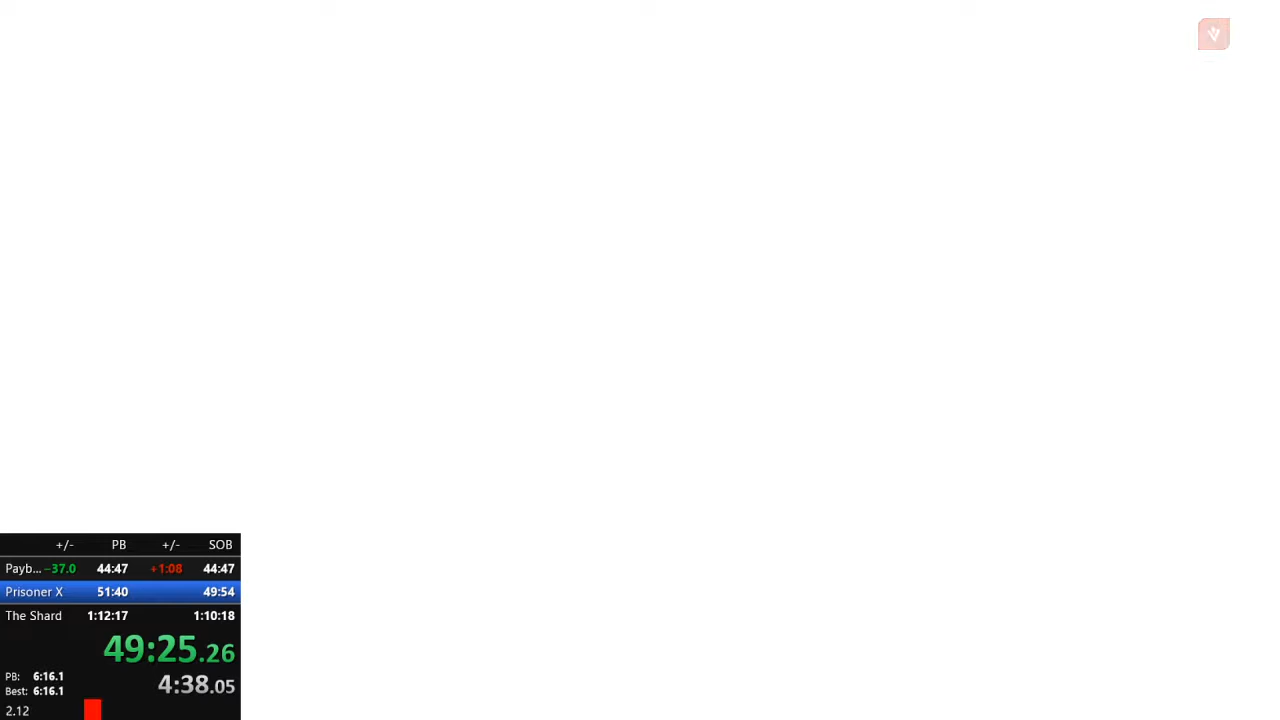 +/- PB +/- SOB
Payb... −37.0 44:47 +1:08 44:47
Prisoner X 51:40 49:54
The Shard 1:12:17 1:10:18
49:25.26
PB: 6:16.1
Best: 6:16.1
4:38.05
2.12